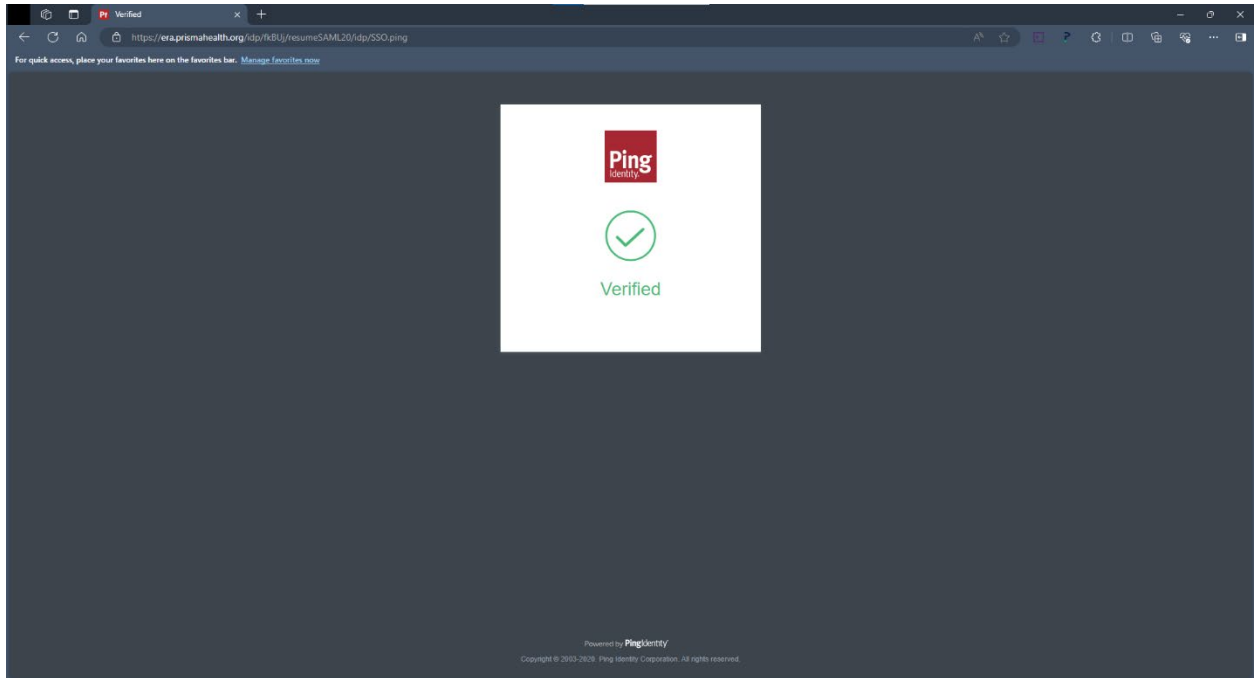 Verified
https://era.prismahealth.org/idp/fkBUj/resumeSAML20/idp/SSO.ping
For quick access, place your favorites here on the favorites bar. Manage favorites now
Ping
Identity.
Verified
Powered by PingIdentity
Copyright © 2003-2020. Ping Identity Corporation. All rights reserved.